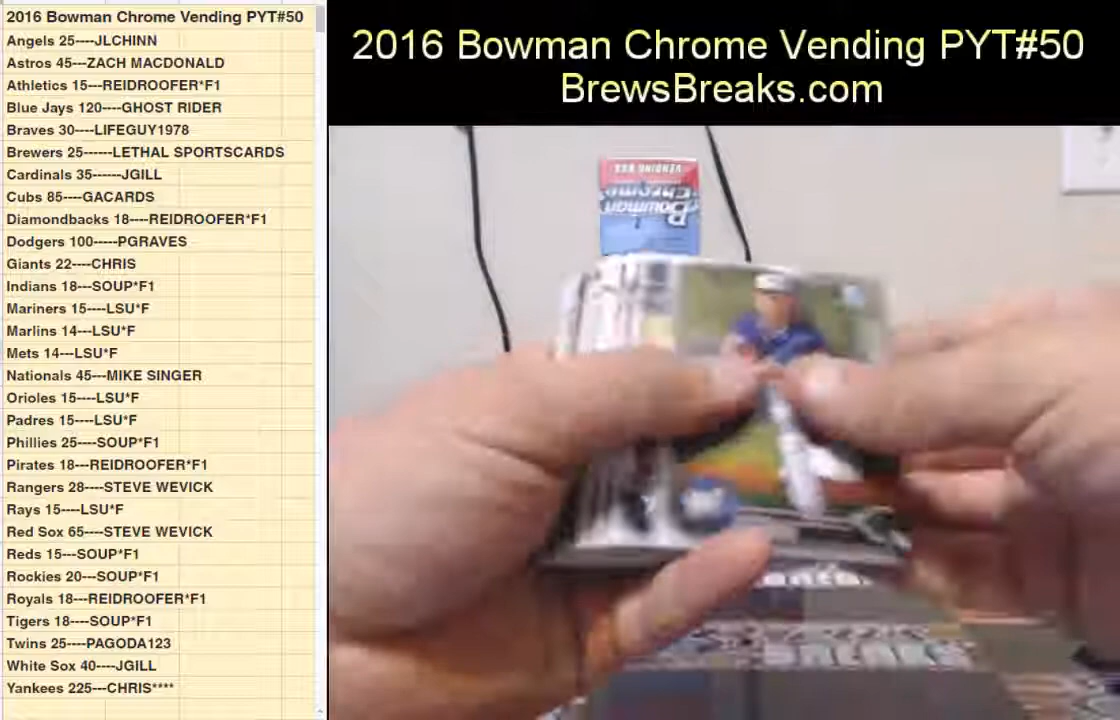 2016 Bowman Chrome Vending PYT#50
Angels 25----JLCHINN
Astros 45---ZACH MACDONALD
Athletics 15---REIDROOFER*F1
Blue Jays 120----GHOST RIDER
Braves 30----LIFEGUY1978
Brewers 25------LETHAL SPORTSCARDS
Cardinals 35------JGILL
Cubs 85----GACARDS
Diamondbacks 18----REIDROOFER*F1
Dodgers 100-----PGRAVES
Giants 22----CHRIS
Indians 18---SOUP*F1
Mariners 15----LSU*F
Marlins 14---LSU*F
Mets 14---LSU*F
Nationals 45---MIKE SINGER
Orioles 15----LSU*F
Padres 15----LSU*F
Phillies 25----SOUP*F1
Pirates 18---REIDROOFER*F1
Rangers 28----STEVE WEVICK
Rays 15----LSU*F
Red Sox 65----STEVE WEVICK
Reds 15---SOUP*F1
Rockies 20---SOUP*F1
Royals 18----REIDROOFER*F1
Tigers 18----SOUP*F1
Twins 25----PAGODA123
White Sox 40----JGILL
Yankees 225---CHRIS****
2016 Bowman Chrome Vending PYT#50
BrewsBreaks.com
VENDING BOX
Bowman
Chrome
BREAKS